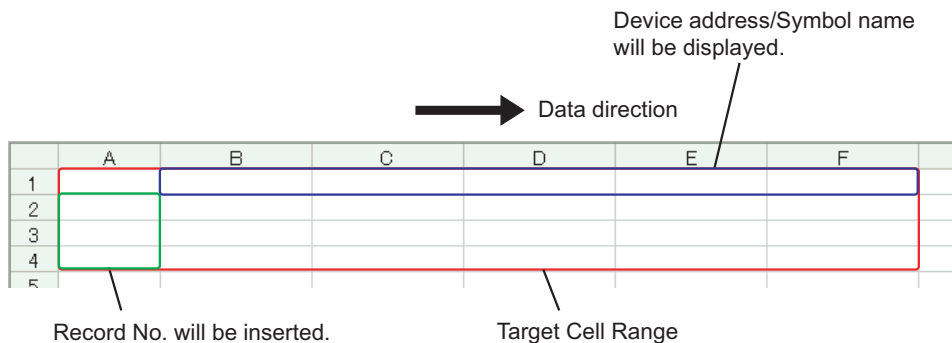 Device address/Symbol name
will be displayed.
Data direction
A B C D E F
1
2
3
4
5
Record No. will be inserted.
Target Cell Range